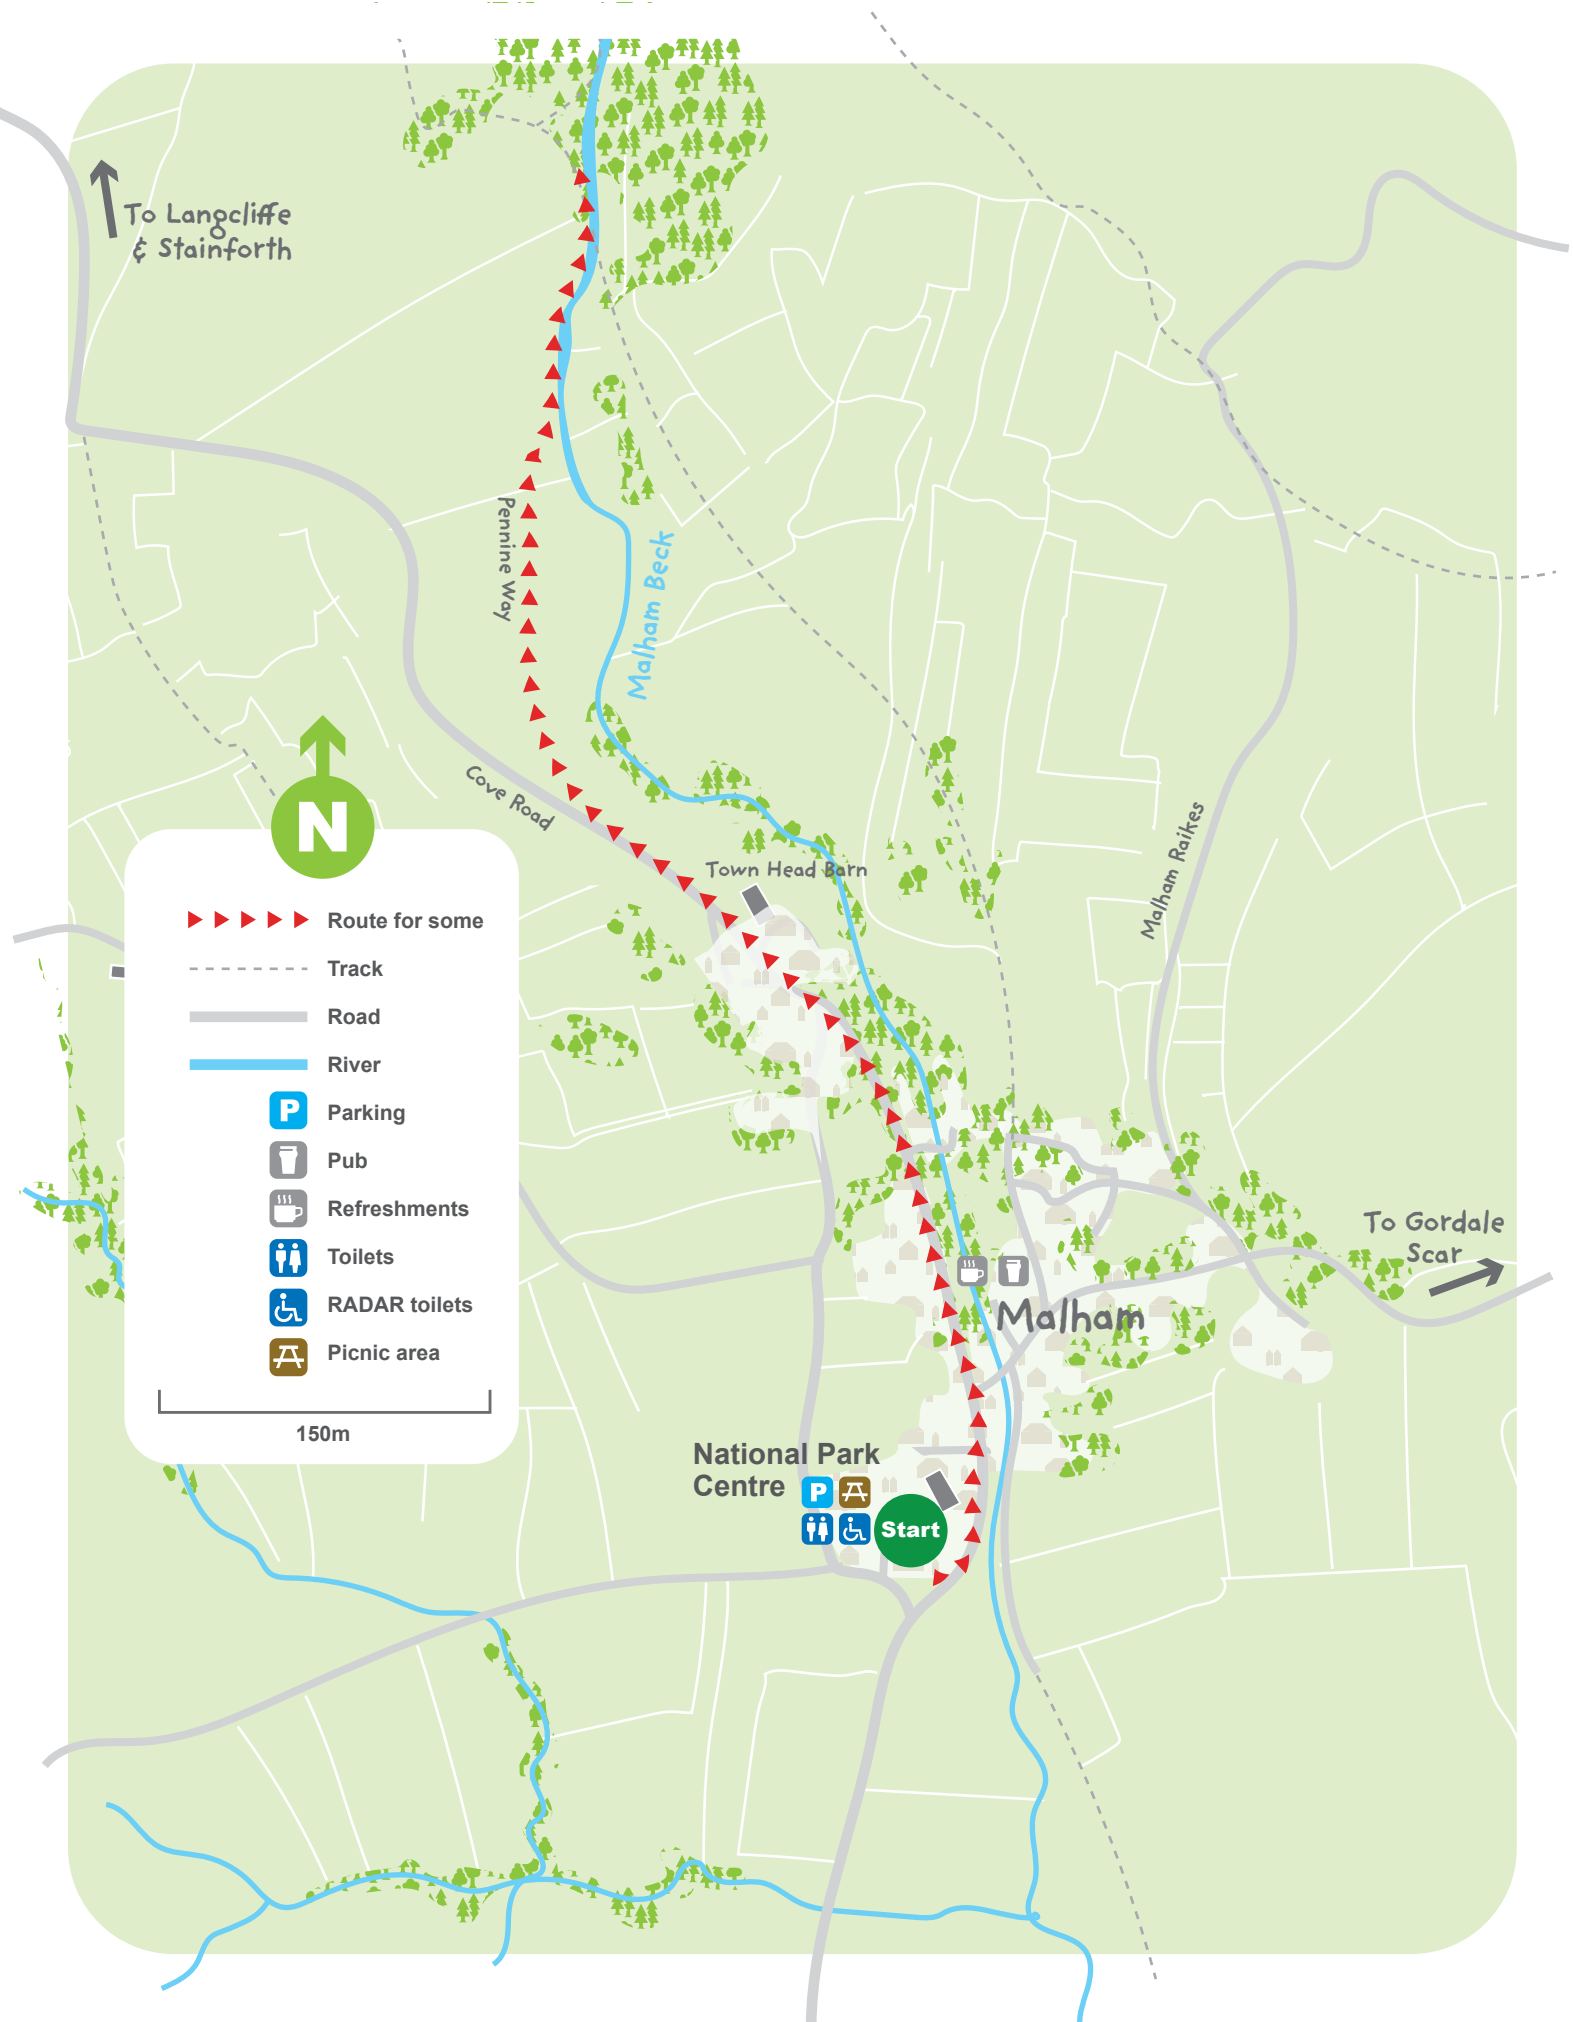 To Langcliffe
& Stainforth
Pennine Way
Malham Beck
Cove Road
Town Head Barn
Malham Raikes
N
Route for some
Track
Road
River
P
Parking
Pub
Refreshments
Toilets
RADAR toilets
Picnic area
150m
To Gordale
Scar
Malham
National Park
Centre
P
Start